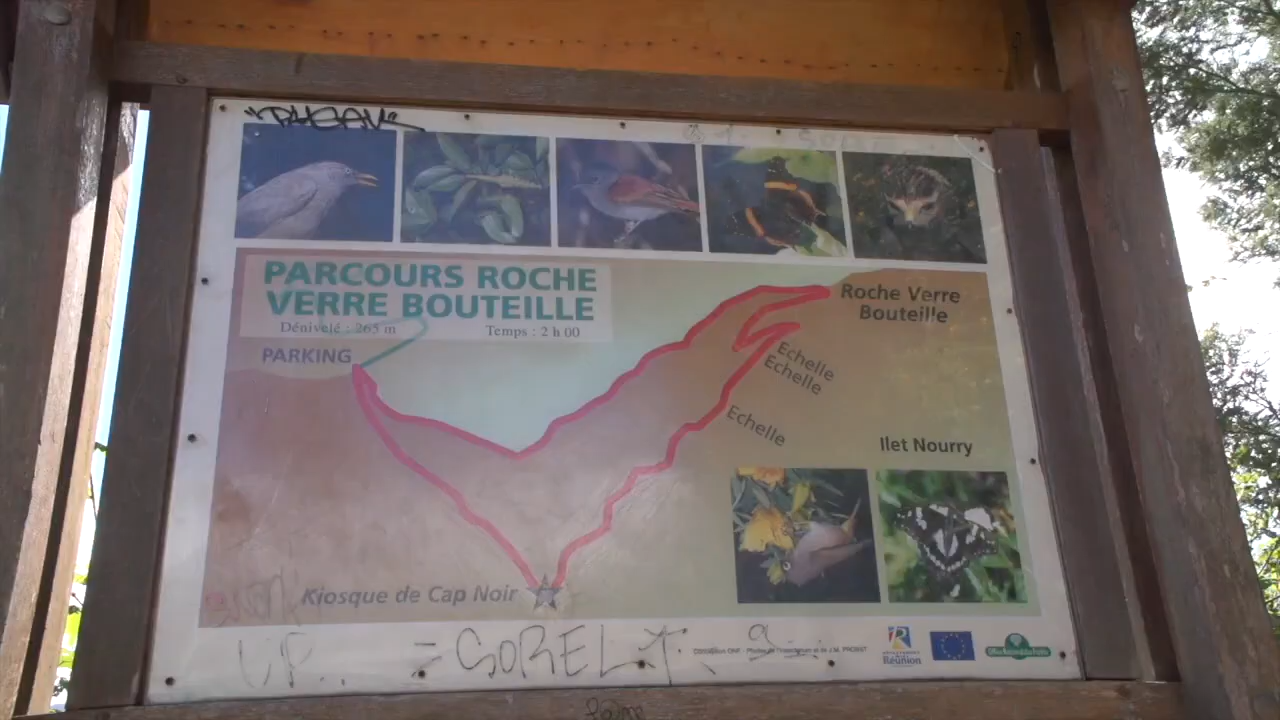 PARCOURS ROCHE
VERRE BOUTEILLE
Dénivelé : 265 m Temps : 2 h 00
PARKING
Roche Verre
Bouteille
Echelle
Echelle
Echelle
Ilet Nourry
Kiosque de Cap Noir
SORELT
Réunion